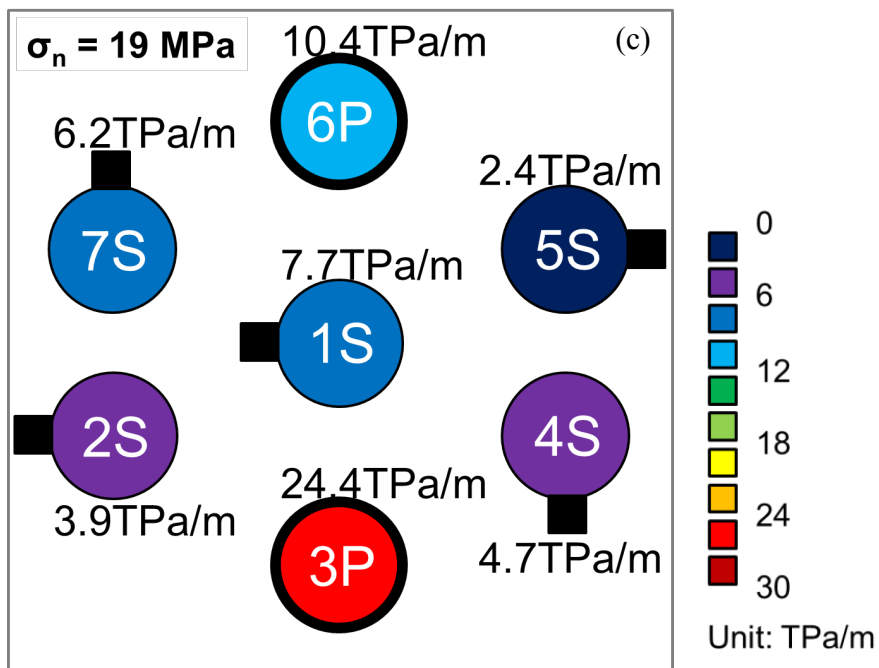 σn = 19 MPa
10.4TPa/m
(c)
6P
6.2TPa/m
7S
2.4TPa/m
5S
7.7TPa/m
1S
2S
3.9TPa/m
4S
4.7TPa/m
24.4TPa/m
3P
0
6
12
18
24
30
Unit: TPa/m